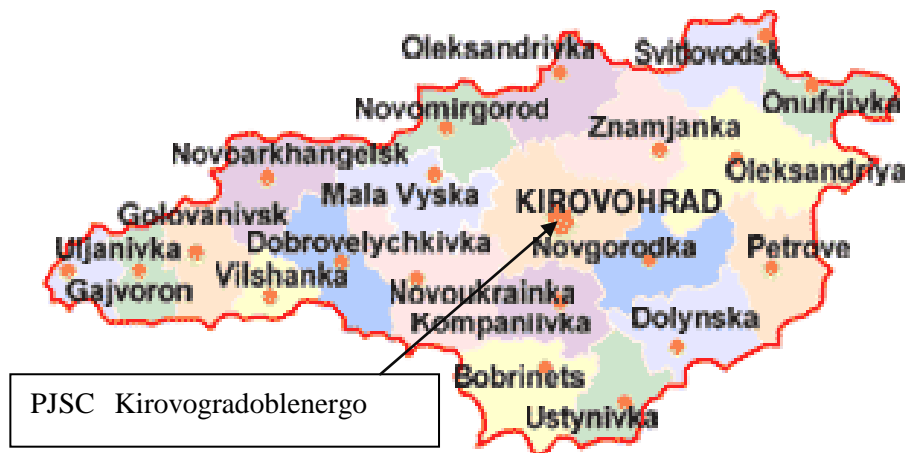 Oleksandrivka
Svitlovodsk
Onufriivka
Novomirgorod
Znamjanka
Novoarkhangelsk
Oleksandriya
Mala Vyska
KIROVOHRAD
Golovanivsk
Uljanivka
Dobrovelychkivka
Novgorodka
Petrove
Gajvoron
Vilshanka
Novoukrainka
Kompaniivka
Dolynska
Bobrinets
Ustynivka
PJSC Kirovogradoblenergo